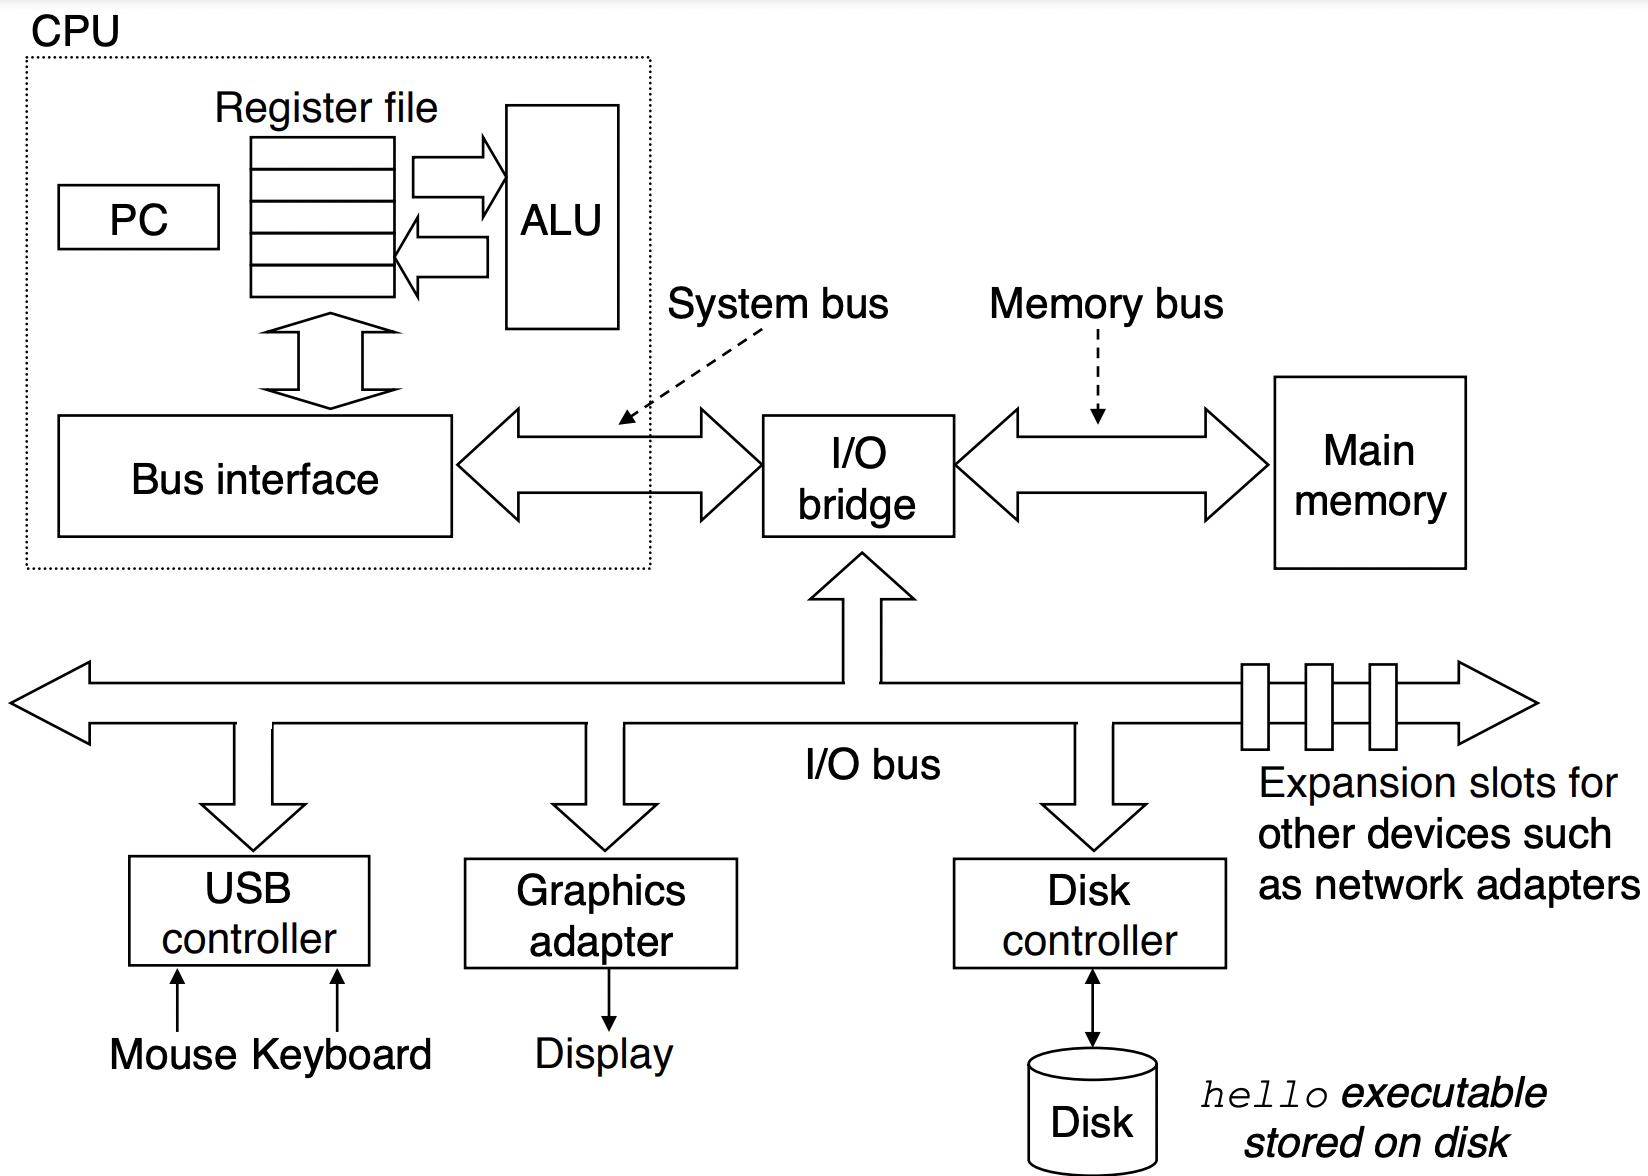 CPU
Register file
PC
ALU
System bus
Memory bus
Bus interface
I/O
bridge
Main
memory
I/O bus
Expansion slots for
other devices such
as network adapters
USB
controller
Graphics
adapter
Disk
controller
Mouse Keyboard
Display
Disk
hello executable
stored on disk